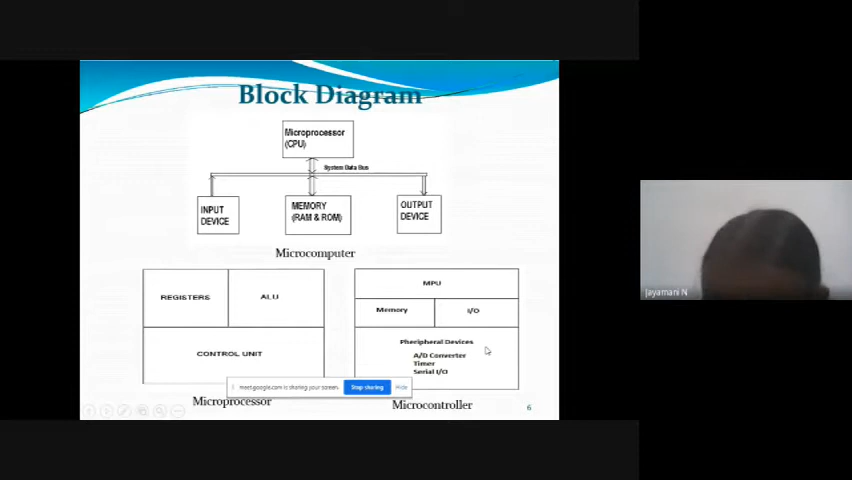 Block Diagram
Microprocessor
(CPU)
System Data Bus
INPUT
DEVICE
MEMORY
(RAM & ROM)
OUTPUT
DEVICE
Microcomputer
REGISTERS
ALU
CONTROL UNIT
MPU
Memory
I/O
Pheripheral Devices
A/D Converter
Timer
Serial I/O
meet.google.com is sharing your screen.
Stop sharing
Hide
Microprocessor
Microcontroller
6
Jayamani N